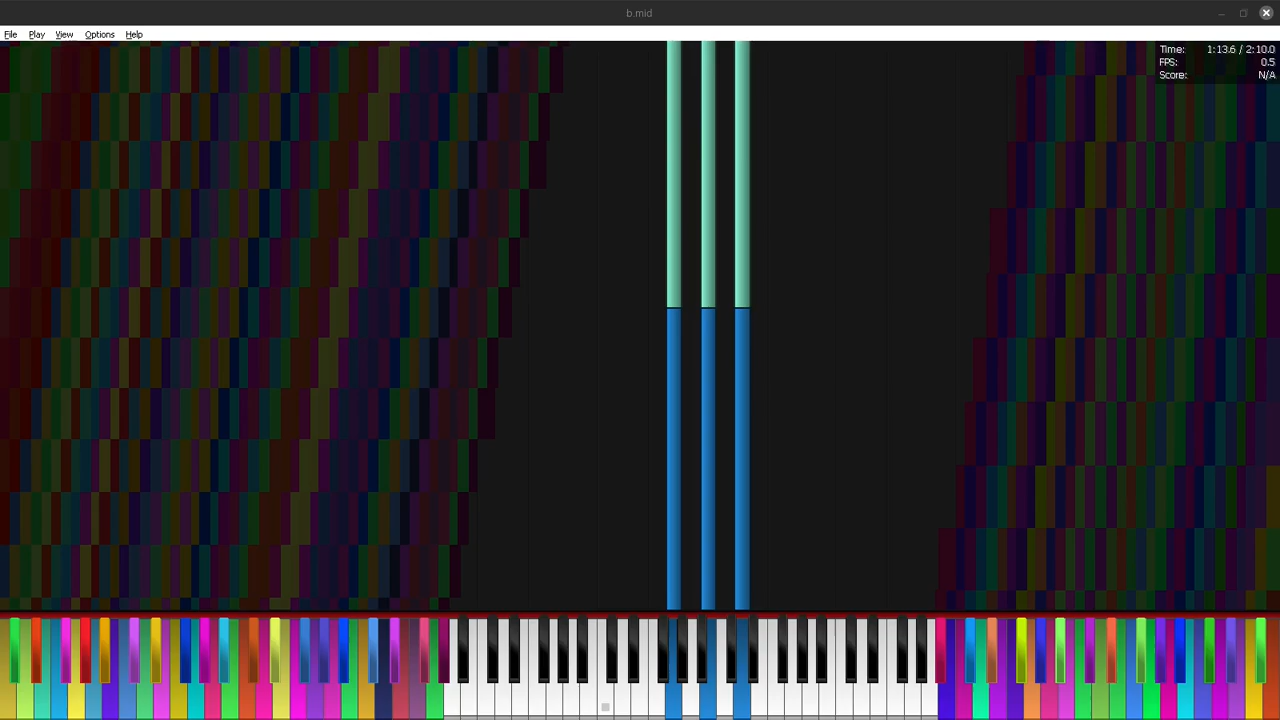 b.mid
File Play View Options Help
Time: 1:13.6 / 2:10.0
FPS: 0.5
Score: N/A